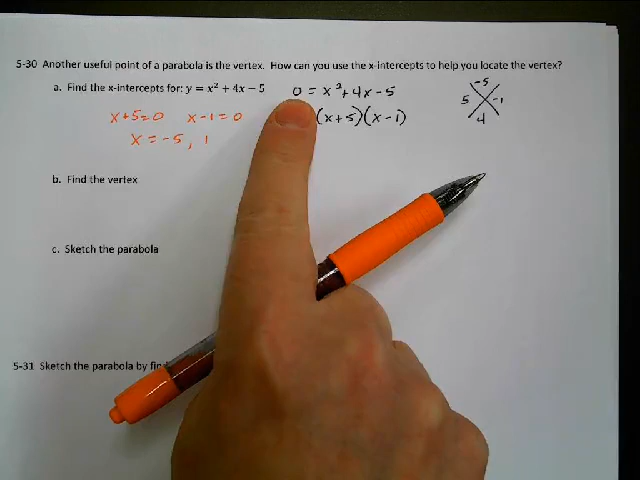 5-30 Another useful point of a parabola is the vertex. How can you use the x-intercepts to help you locate the vertex?
a. Find the x-intercepts for: y = x² + 4x − 5
0 = x² + 4x − 5
(x+5)(x−1)
-5
5 -1
4
x+5=0 x−1=0
x = −5, 1
b. Find the vertex
c. Sketch the parabola
5-31 Sketch the parabola by